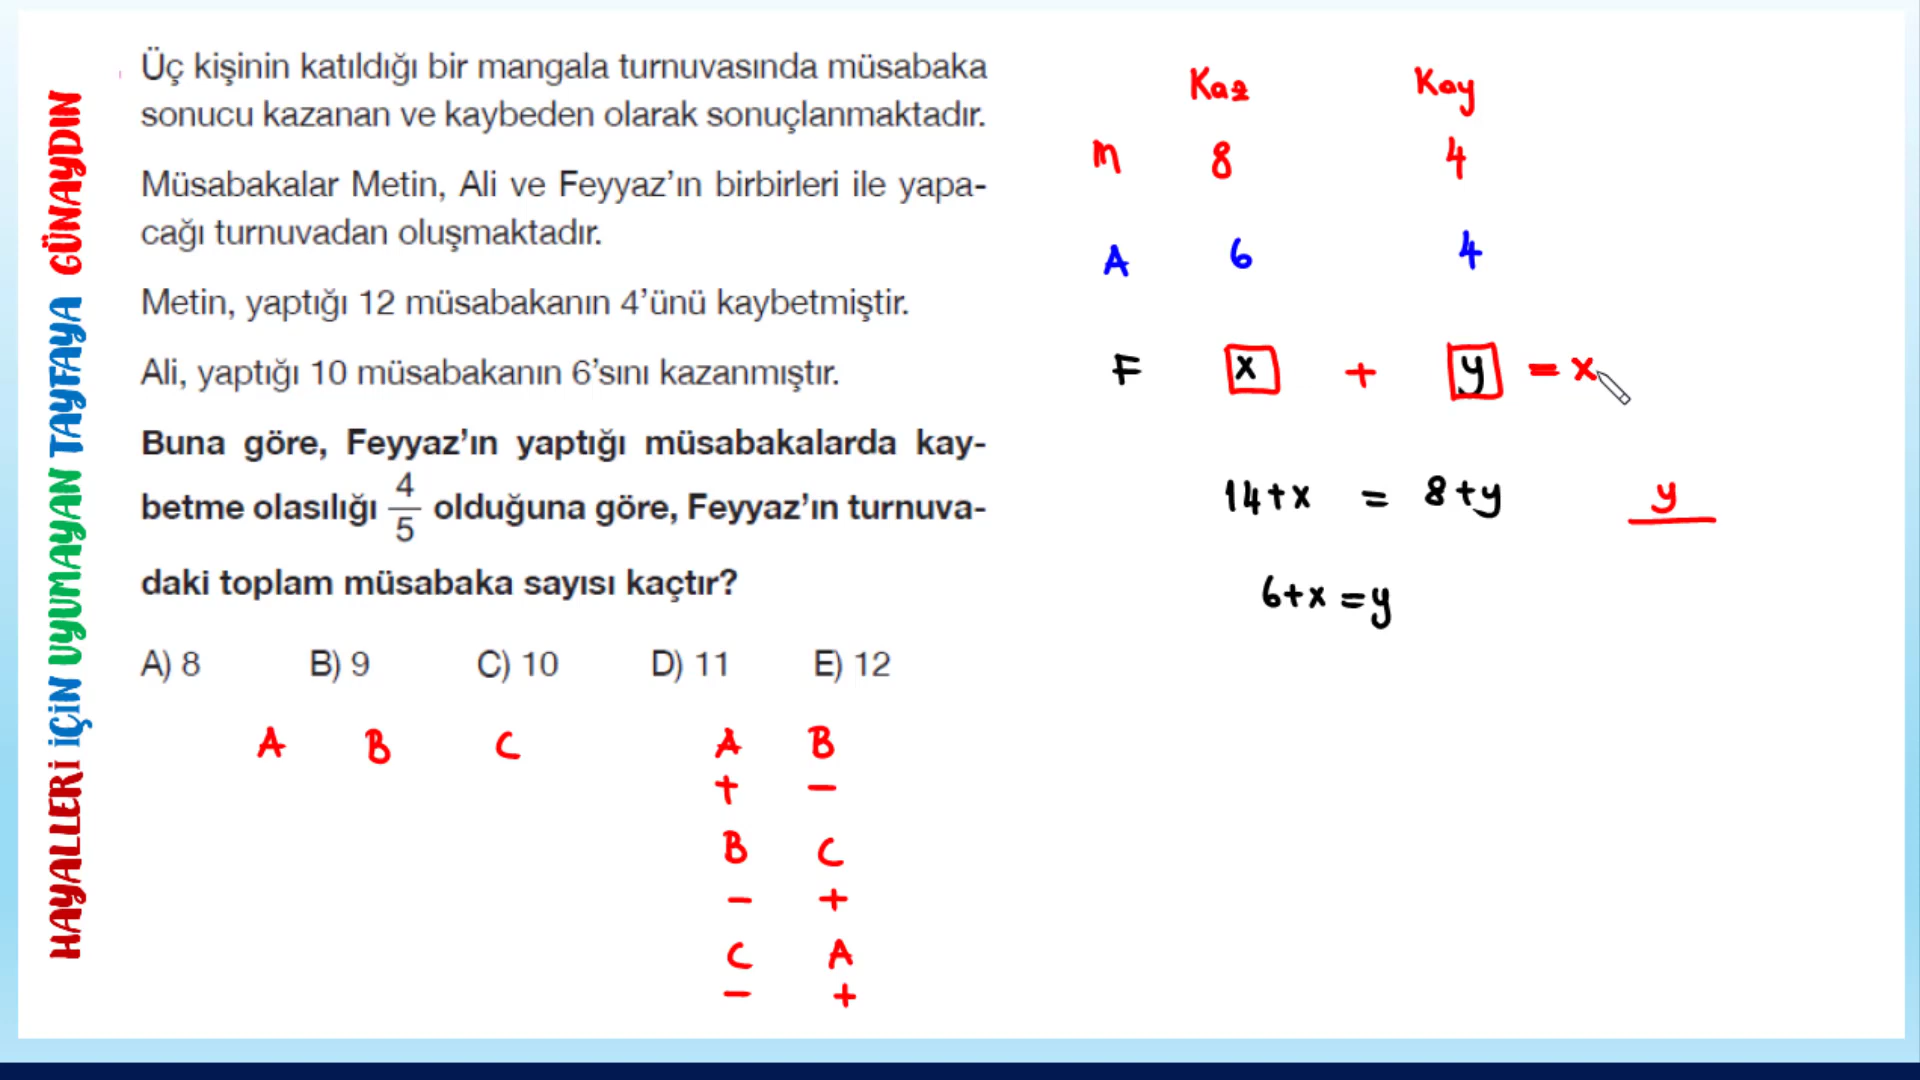 HAYALLERİ İÇİN UYUMAYAN TAYFAYA GÜNAYDIN
Üç kişinin katıldığı bir mangala turnuvasında müsabaka
sonucu kazanan ve kaybeden olarak sonuçlanmaktadır.
Müsabakalar Metin, Ali ve Feyyaz'ın birbirleri ile yapa-
cağı turnuvadan oluşmaktadır.
Metin, yaptığı 12 müsabakanın 4'ünü kaybetmiştir.
Ali, yaptığı 10 müsabakanın 6'sını kazanmıştır.
Buna göre, Feyyaz'ın yaptığı müsabakalarda kay-
betme olasılığı 4/5 olduğuna göre, Feyyaz'ın turnuva-
daki toplam müsabaka sayısı kaçtır?
A) 8 B) 9 C) 10 D) 11 E) 12
A B C
A B
+ −
B C
− +
C A
− +
Kaz Kay
M 8 4
A 6 4
F x + y = x
14+x = 8+y
y
6+x=y